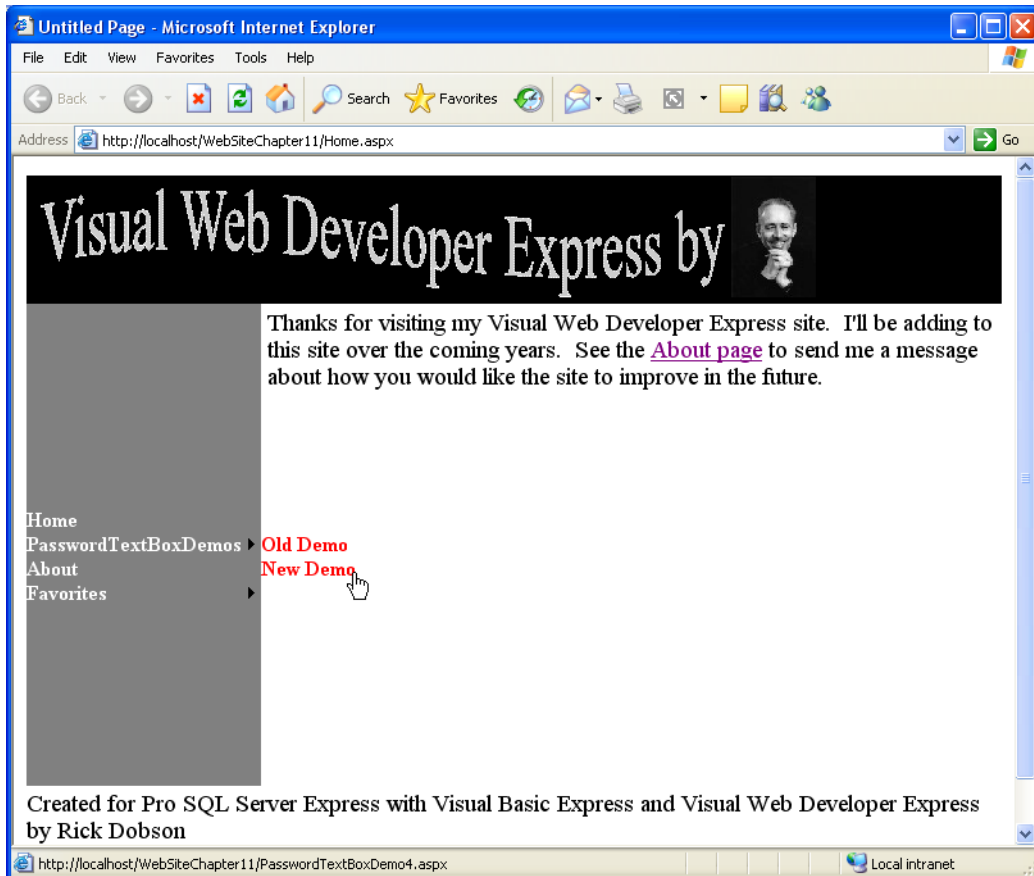 Untitled Page - Microsoft Internet Explorer
File Edit View Favorites Tools Help
Back Search Favorites
Address http://localhost/WebSiteChapter11/Home.aspx Go
Visual Web Developer Express by
Thanks for visiting my Visual Web Developer Express site. I'll be adding to
this site over the coming years. See the About page to send me a message
about how you would like the site to improve in the future.
Home
PasswordTextBoxDemos Old Demo
About New Demo
Favorites
Created for Pro SQL Server Express with Visual Basic Express and Visual Web Developer Express
by Rick Dobson
http://localhost/WebSiteChapter11/PasswordTextBoxDemo4.aspx Local intranet